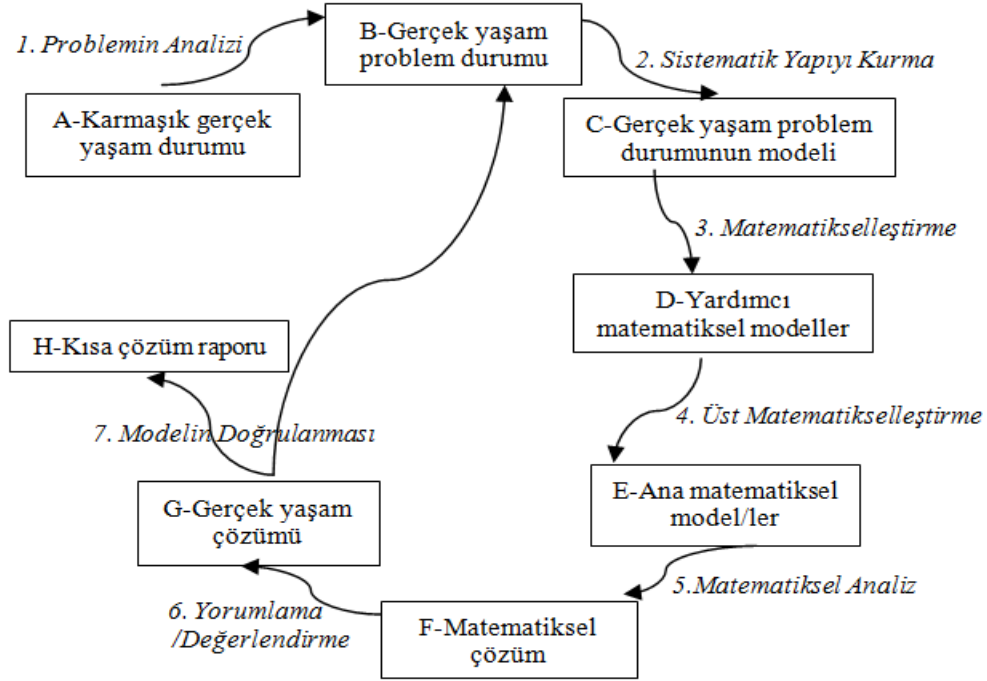 1. Problemin Analizi
B-Gerçek yaşam
problem durumu
2. Sistematik Yapıyı Kurma
A-Karmaşık gerçek
yaşam durumu
C-Gerçek yaşam problem
durumunun modeli
3. Matematikselleştirme
D-Yardımcı
matematiksel modeller
H-Kısa çözüm raporu
4. Üst Matematikselleştirme
7. Modelin Doğrulanması
E-Ana matematiksel
model/ler
G-Gerçek yaşam
çözümü
5.Matematiksel Analiz
6. Yorumlama
/Değerlendirme
F-Matematiksel
çözüm